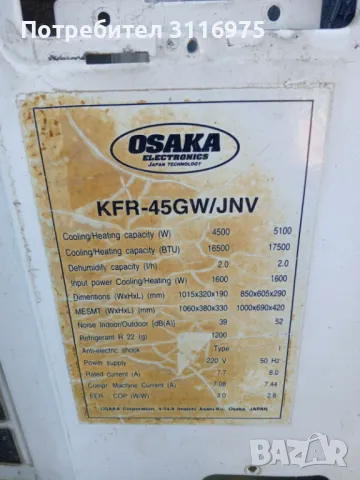 Потребител 3116975
OSAKA
ELECTRONICS
JAPAN TECHNOLOGY
KFR-45GW/JNV
Cooling/Heating capacity (W) 4500 5100
Cooling/Heating capacity (BTU) 16500 17500
Dehumidify capacity (l/h) 2.0 2.0
Input power Cooling/Heating (W) 1600 1600
Dimentions (WxHxL) (mm) 1015x320x190 850x605x290
MESMT (WxHxL) (mm) 1060x380x330 1000x690x420
Noise Indoor/Outdoor [dB(A)] 39 52
Refrigerant R 22 (g) 1200
Anti-electric shock Type I
Power supply 220 V 50 Hz
Rated current (A) 7.7 8.0
Compr. Machine Current (A) 7.08 7.44
EER COP (W/W) 3.0 2.8
OSAKA Corporation, Osaka, JAPAN
bazar